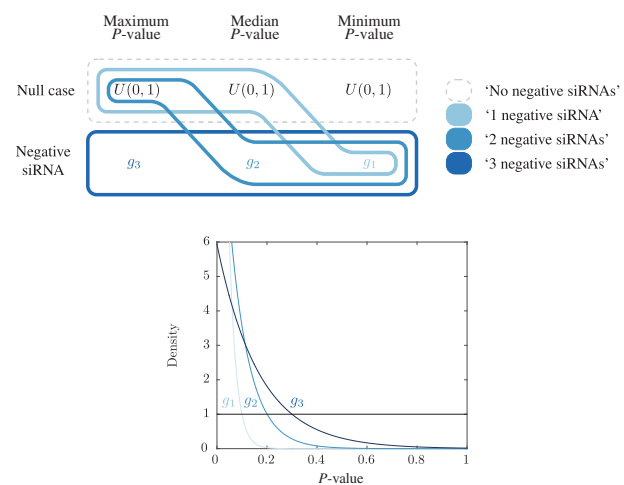 Maximum Median Minimum
P-value P-value P-value
Null case U(0, 1) U(0, 1) U(0, 1)
Negative
siRNA
g3 g2 g1
‘No negative siRNAs’
‘1 negative siRNA’
‘2 negative siRNAs’
‘3 negative siRNAs’
6
5
4
3
2
1
0
Density
g1 g2 g3
0 0.2 0.4 0.6 0.8 1
P-value